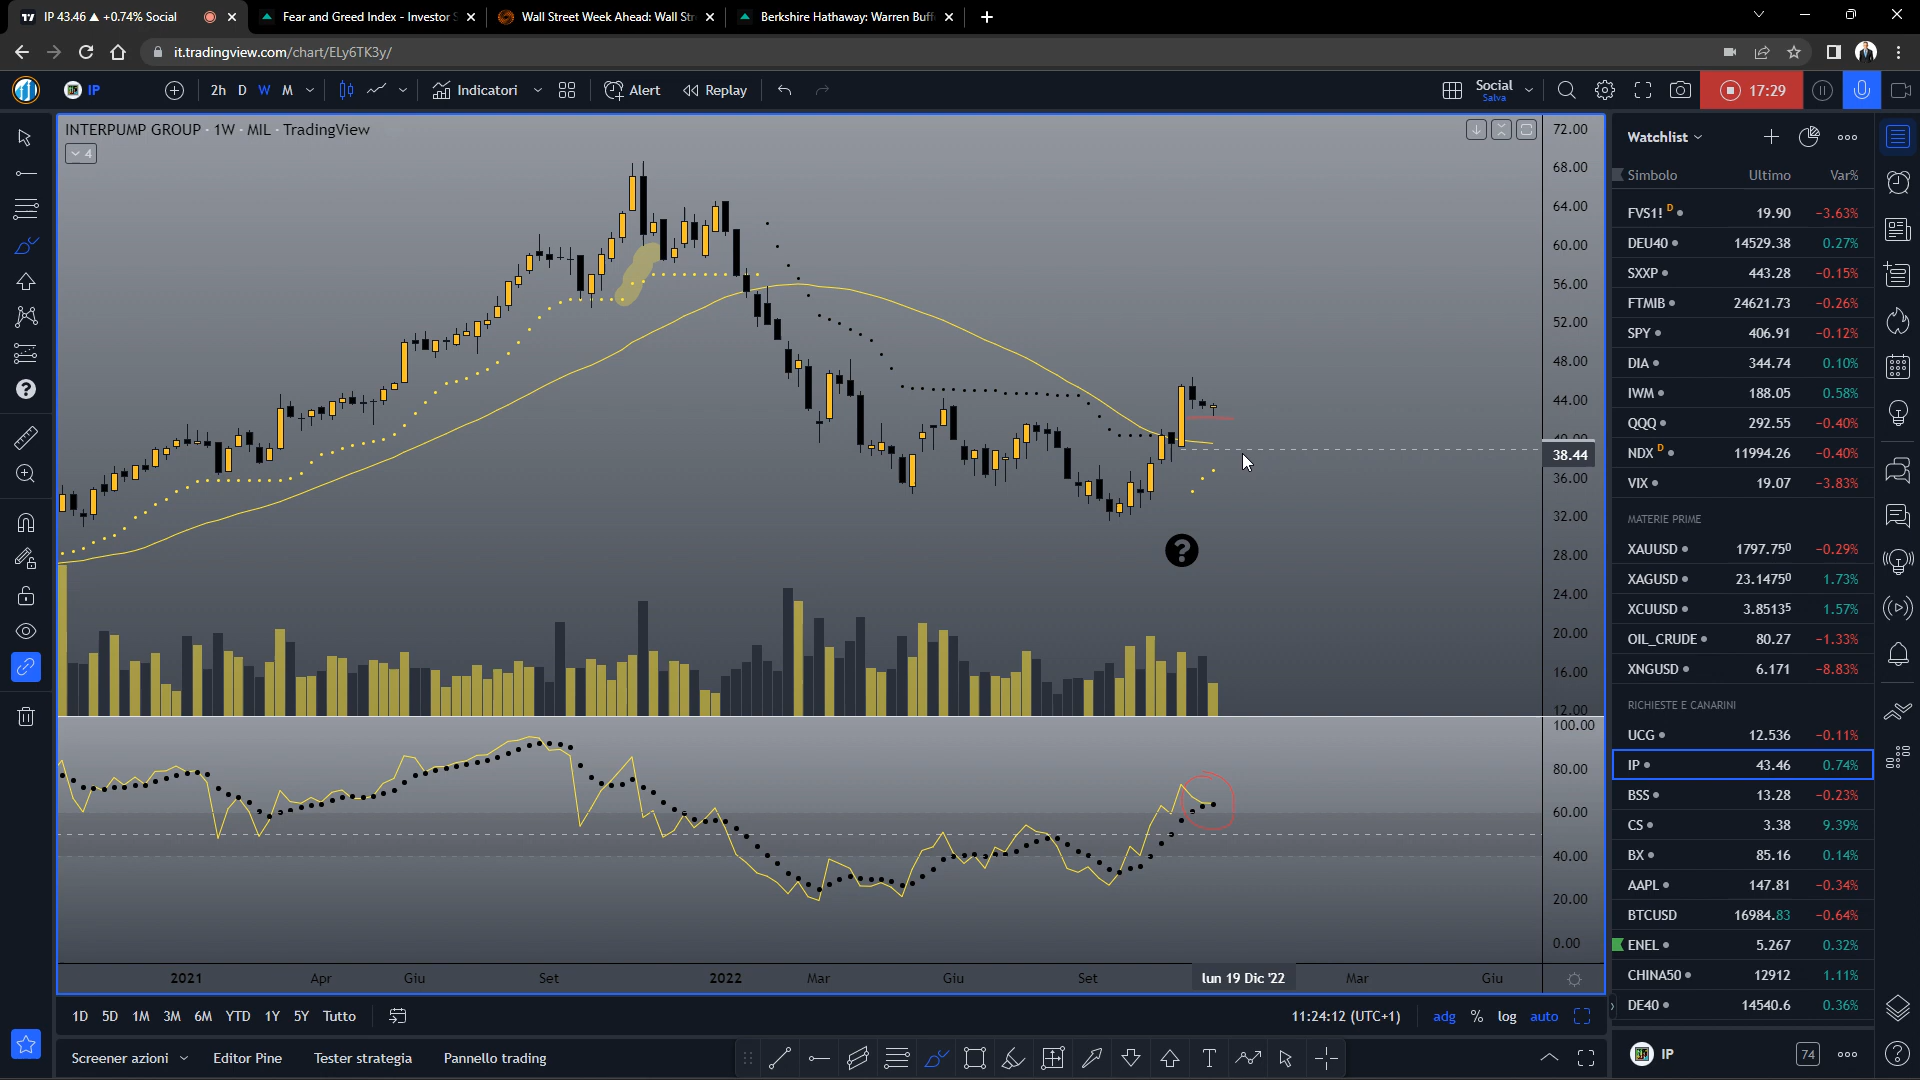 IP 43.46 ▲ +0.74% Social
Fear and Greed Index - Investor S
Wall Street Week Ahead: Wall Str
Berkshire Hathaway: Warren Buff
it.tradingview.com/chart/ELy6TK3y/
IP
2h D W M
Indicatori
Alert
Replay
Social
Salva
17:29
INTERPUMP GROUP · 1W · MIL · TradingView
4
72.00
68.00
64.00
60.00
56.00
52.00
48.00
44.00
40.00
38.44
36.00
32.00
28.00
24.00
20.00
16.00
12.00
100.00
80.00
60.00
40.00
20.00
0.00
?
2021 Apr Giu Set 2022 Mar Giu Set lun 19 Dic '22 Mar Giu
1D 5D 1M 3M 6M YTD 1Y 5Y Tutto
11:24:12 (UTC+1) adg % log auto
Screener azioni Editor Pine Tester strategia Pannello trading
Watchlist
Simbolo Ultimo Var%
FVS1! D 19.90 −3.63%
DEU40 14529.38 0.27%
SXXP 443.28 −0.15%
FTMIB 24621.73 −0.26%
SPY 406.91 −0.12%
DIA 344.74 0.10%
IWM 188.05 0.58%
QQQ 292.55 −0.40%
NDX D 11994.26 −0.40%
VIX 19.07 −3.83%
MATERIE PRIME
XAUUSD 1797.750 −0.29%
XAGUSD 23.14750 1.73%
XCUUSD 3.85135 1.57%
OIL_CRUDE 80.27 −1.33%
XNGUSD 6.171 −8.83%
RICHIESTE E CANARINI
UCG 12.536 −0.11%
IP 43.46 0.74%
BSS 13.28 −0.23%
CS 3.38 9.39%
BX 85.16 0.14%
AAPL 147.81 −0.34%
BTCUSD 16984.83 −0.64%
ENEL 5.267 0.32%
CHINA50 12912 1.11%
DE40 14540.6 0.36%
IP 74